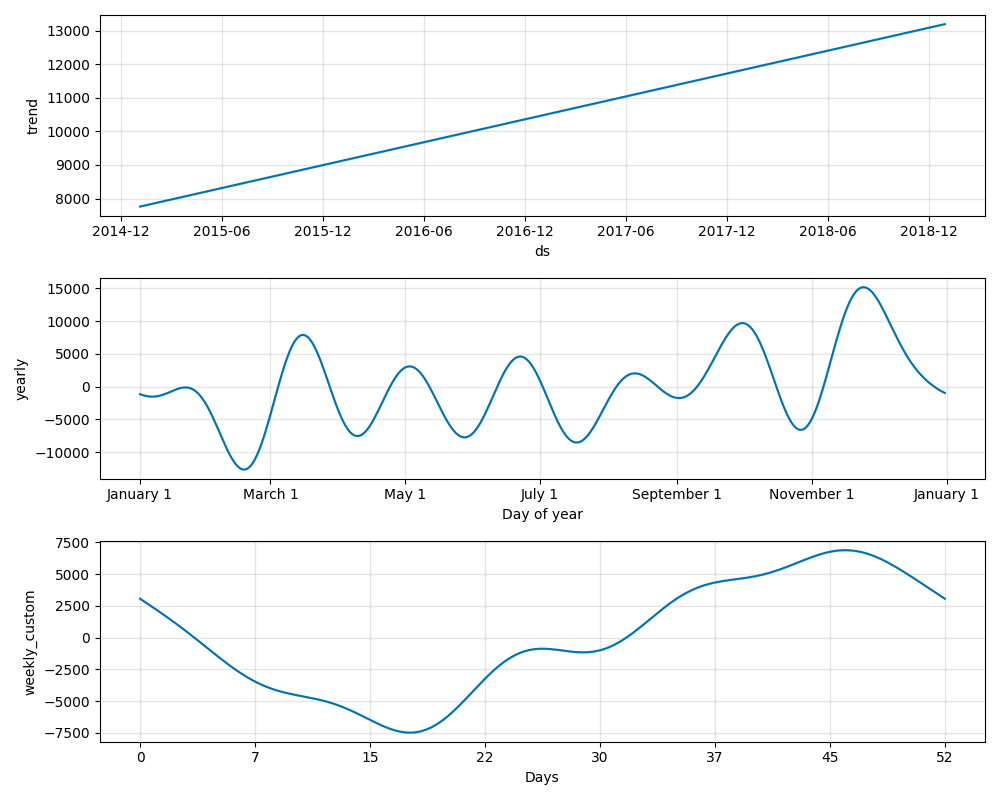 13000
12000
11000
10000
9000
8000
trend
2014-12 2015-06 2015-12 2016-06 2016-12 2017-06 2017-12 2018-06 2018-12
ds
15000
10000
5000
0
−5000
−10000
yearly
January 1 March 1 May 1 July 1 September 1 November 1 January 1
Day of year
7500
5000
2500
0
−2500
−5000
−7500
weekly_custom
0 7 15 22 30 37 45 52
Days